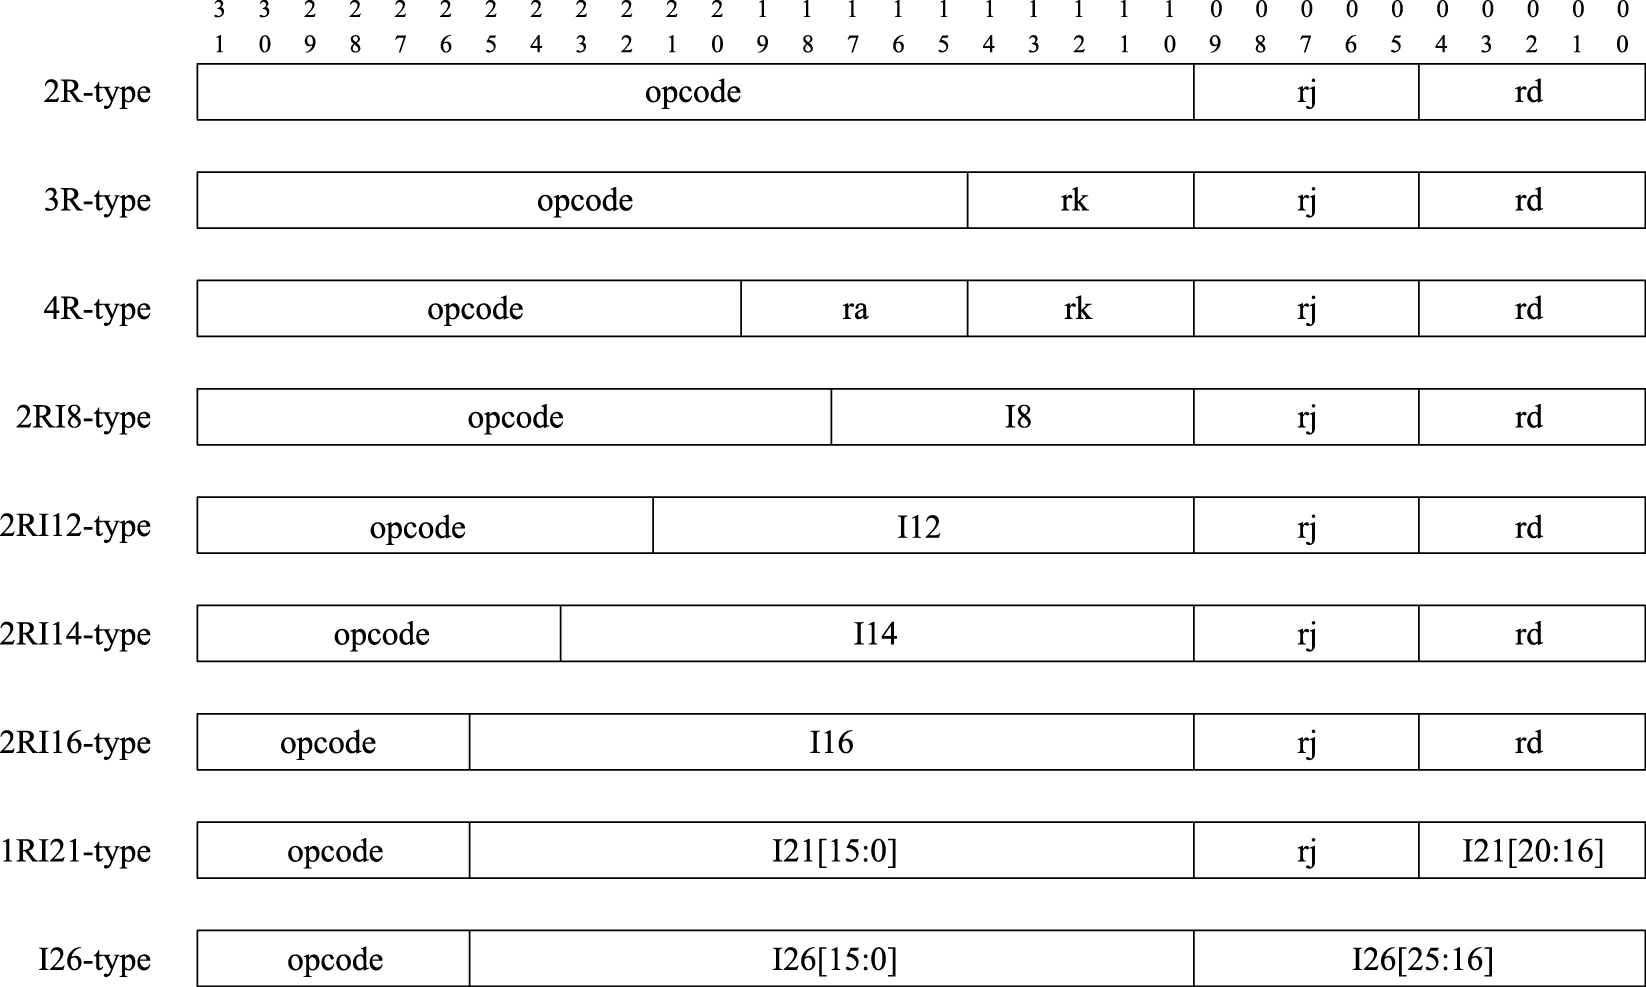 3 3 2 2 2 2 2 2 2 2 2 2 1 1 1 1 1 1 1 1 1 1 0 0 0 0 0 0 0 0 0 0
1 0 9 8 7 6 5 4 3 2 1 0 9 8 7 6 5 4 3 2 1 0 9 8 7 6 5 4 3 2 1 0
2R-type opcode rj rd
3R-type opcode rk rj rd
4R-type opcode ra rk rj rd
2RI8-type opcode I8 rj rd
2RI12-type opcode I12 rj rd
2RI14-type opcode I14 rj rd
2RI16-type opcode I16 rj rd
1RI21-type opcode I21[15:0] rj I21[20:16]
I26-type opcode I26[15:0] I26[25:16]